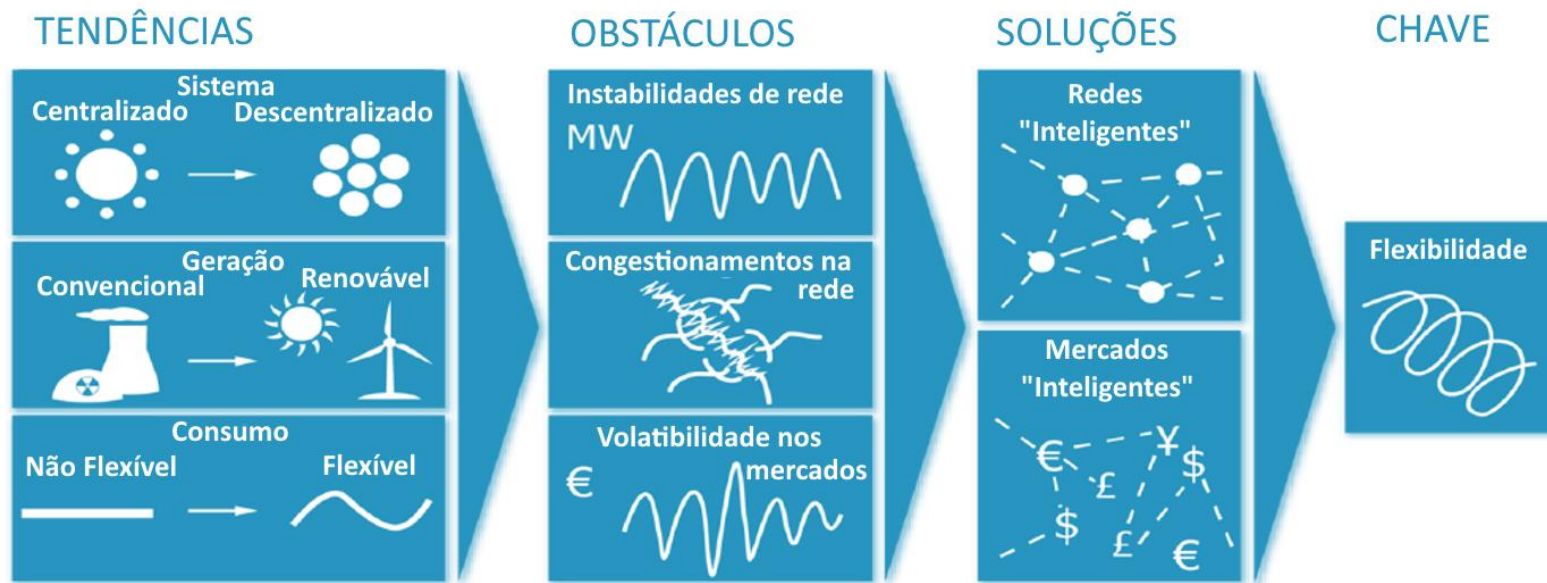 TENDÊNCIAS
Sistema
Centralizado
Descentralizado
Geração
Convencional
Renovável
Consumo
Não Flexível
Flexível
OBSTÁCULOS
Instabilidades de rede
MW
Congestionamentos na
rede
Volatibilidade nos
mercados
€
SOLUÇÕES
Redes
"Inteligentes"
Mercados
"Inteligentes"
€ ¥
£ $
$ £ €
CHAVE
Flexibilidade